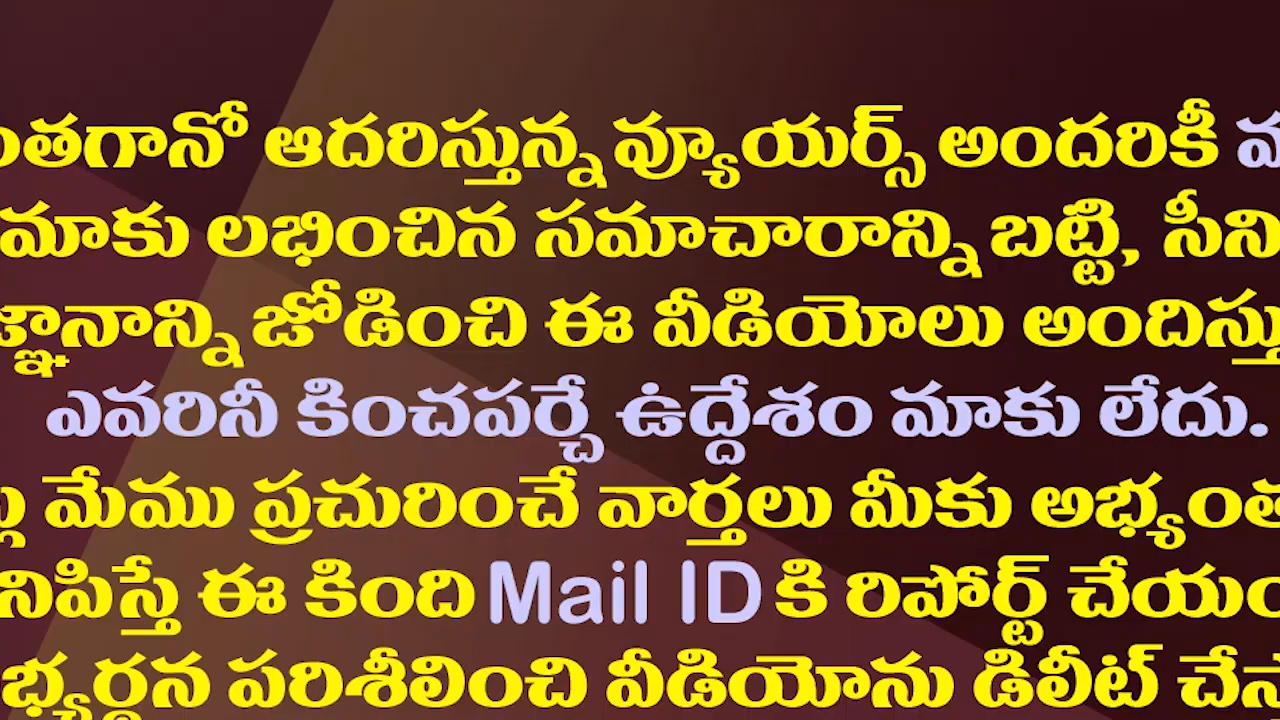 ంతగానో ఆదరిస్తున్న వ్యూయర్స్ అందరికీ
మాకు లభించిన సమాచారాన్ని బట్టి, సీని
జ్ఞానాన్ని జోడించి ఈ వీడియోలు అందిస్తు
ఎవరినీ కించపర్చే ఉద్దేశం మాకు లేదు.
మేము ప్రచురించే వార్తలు మీకు అభ్యంత
నిపిస్తే ఈ కింది Mail ID కి రిపోర్ట్ చేయం
భ్యర్థన పరిశీలించి వీడియోను డిలీట్ చేస